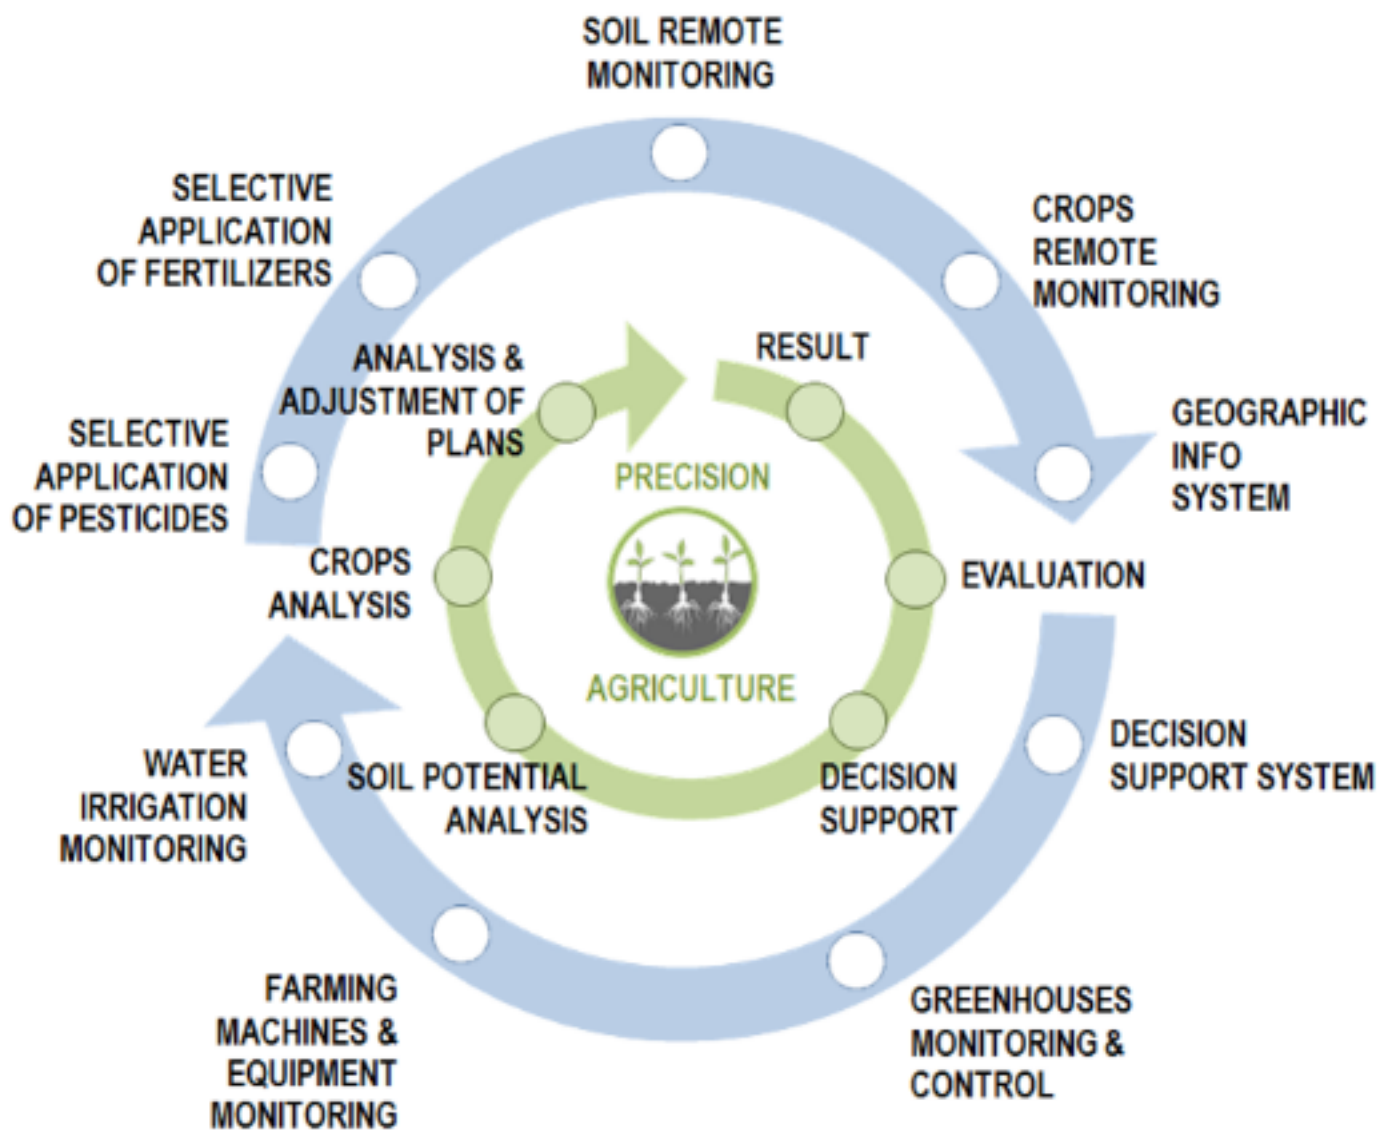 SOIL REMOTE
MONITORING
SELECTIVE
APPLICATION
OF FERTILIZERS
CROPS
REMOTE
MONITORING
ANALYSIS &
ADJUSTMENT OF
PLANS
RESULT
SELECTIVE
APPLICATION
OF PESTICIDES
GEOGRAPHIC
INFO
SYSTEM
PRECISION
AGRICULTURE
CROPS
ANALYSIS
EVALUATION
WATER
IRRIGATION
MONITORING
SOIL POTENTIAL
ANALYSIS
DECISION
SUPPORT
DECISION
SUPPORT SYSTEM
FARMING
MACHINES &
EQUIPMENT
MONITORING
GREENHOUSES
MONITORING &
CONTROL